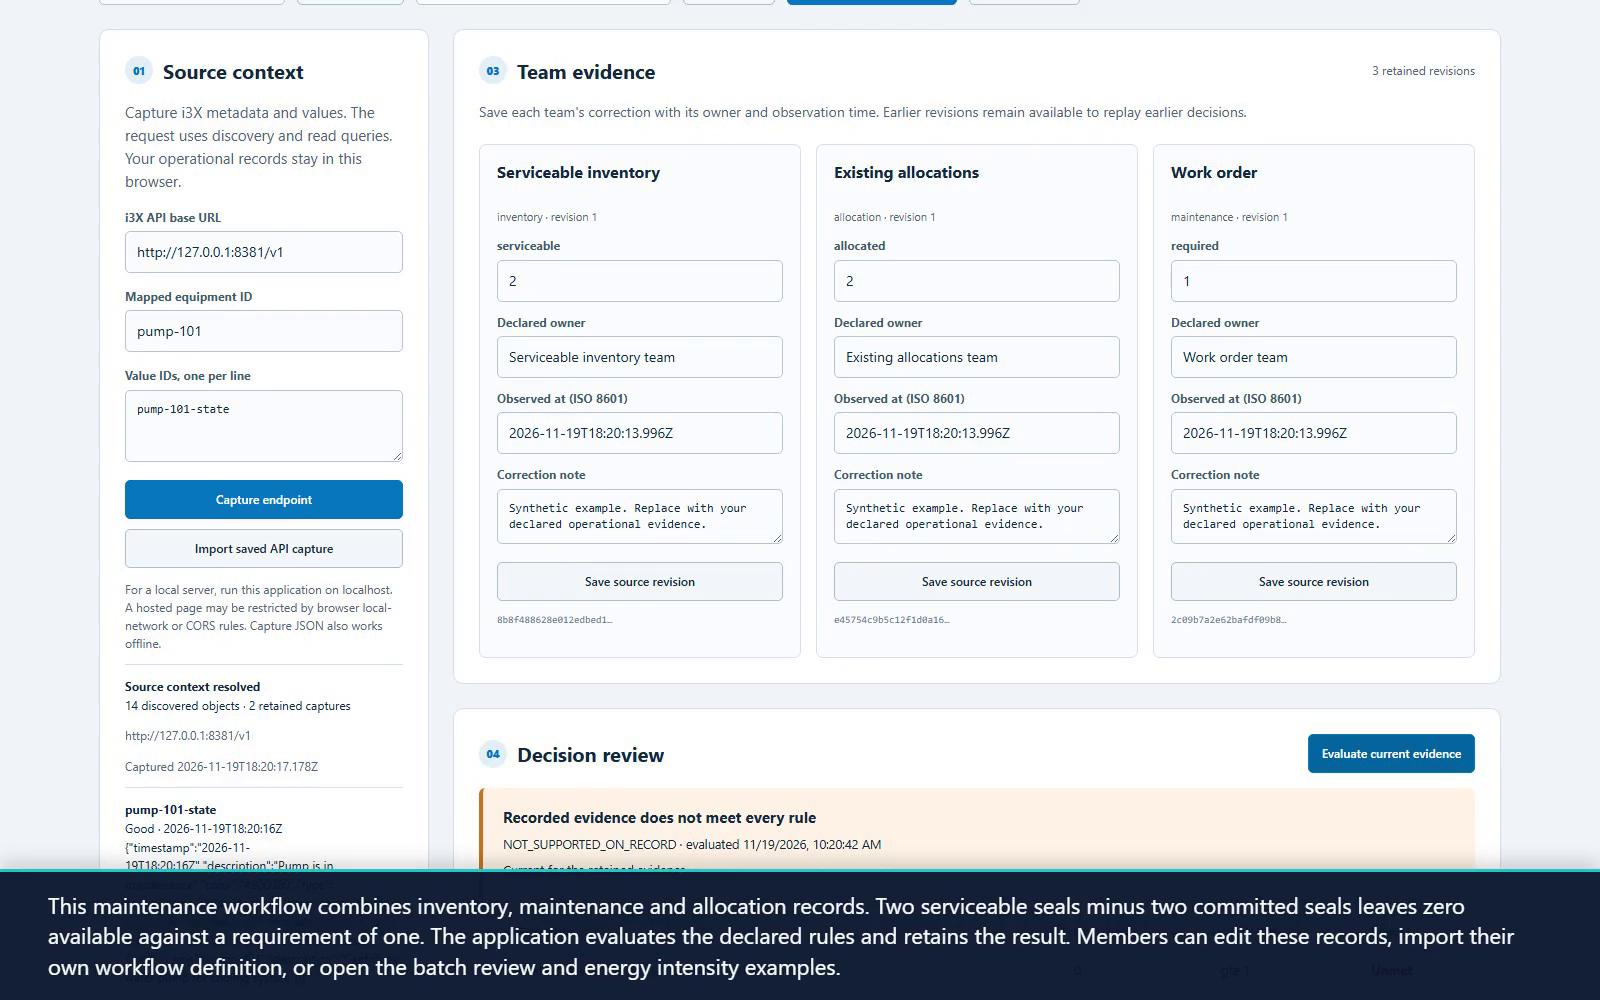 01 Source context
Capture i3X metadata and values. The
request uses discovery and read queries.
Your operational records stay in this
browser.
i3X API base URL
http://127.0.0.1:8381/v1
Mapped equipment ID
pump-101
Value IDs, one per line
pump-101-state
Capture endpoint
Import saved API capture
For a local server, run this application on localhost.
A hosted page may be restricted by browser local-
network or CORS rules. Capture JSON also works
offline.
Source context resolved
14 discovered objects · 2 retained captures
http://127.0.0.1:8381/v1
Captured 2026-11-19T18:20:17.178Z
pump-101-state
Good · 2026-11-19T18:20:16Z
{"timestamp":"2026-11-
19T18:20:16Z","description":"Pump is in
03 Team evidence
3 retained revisions
Save each team's correction with its owner and observation time. Earlier revisions remain available to replay earlier decisions.
Serviceable inventory
inventory · revision 1
serviceable
2
Declared owner
Serviceable inventory team
Observed at (ISO 8601)
2026-11-19T18:20:13.996Z
Correction note
Synthetic example. Replace with your
declared operational evidence.
Save source revision
8b8f488628e012edbed1…
Existing allocations
allocation · revision 1
allocated
2
Declared owner
Existing allocations team
Observed at (ISO 8601)
2026-11-19T18:20:13.996Z
Correction note
Synthetic example. Replace with your
declared operational evidence.
Save source revision
e45754c9b5c12f1d0a16…
Work order
maintenance · revision 1
required
1
Declared owner
Work order team
Observed at (ISO 8601)
2026-11-19T18:20:13.996Z
Correction note
Synthetic example. Replace with your
declared operational evidence.
Save source revision
2c09b7a2e62bafdf09b8…
04 Decision review
Evaluate current evidence
Recorded evidence does not meet every rule
NOT_SUPPORTED_ON_RECORD · evaluated 11/19/2026, 10:20:42 AM
Current for the retained evidence
0 gte 1 Unmet
This maintenance workflow combines inventory, maintenance and allocation records. Two serviceable seals minus two committed seals leaves zero
available against a requirement of one. The application evaluates the declared rules and retains the result. Members can edit these records, import their
own workflow definition, or open the batch review and energy intensity examples.